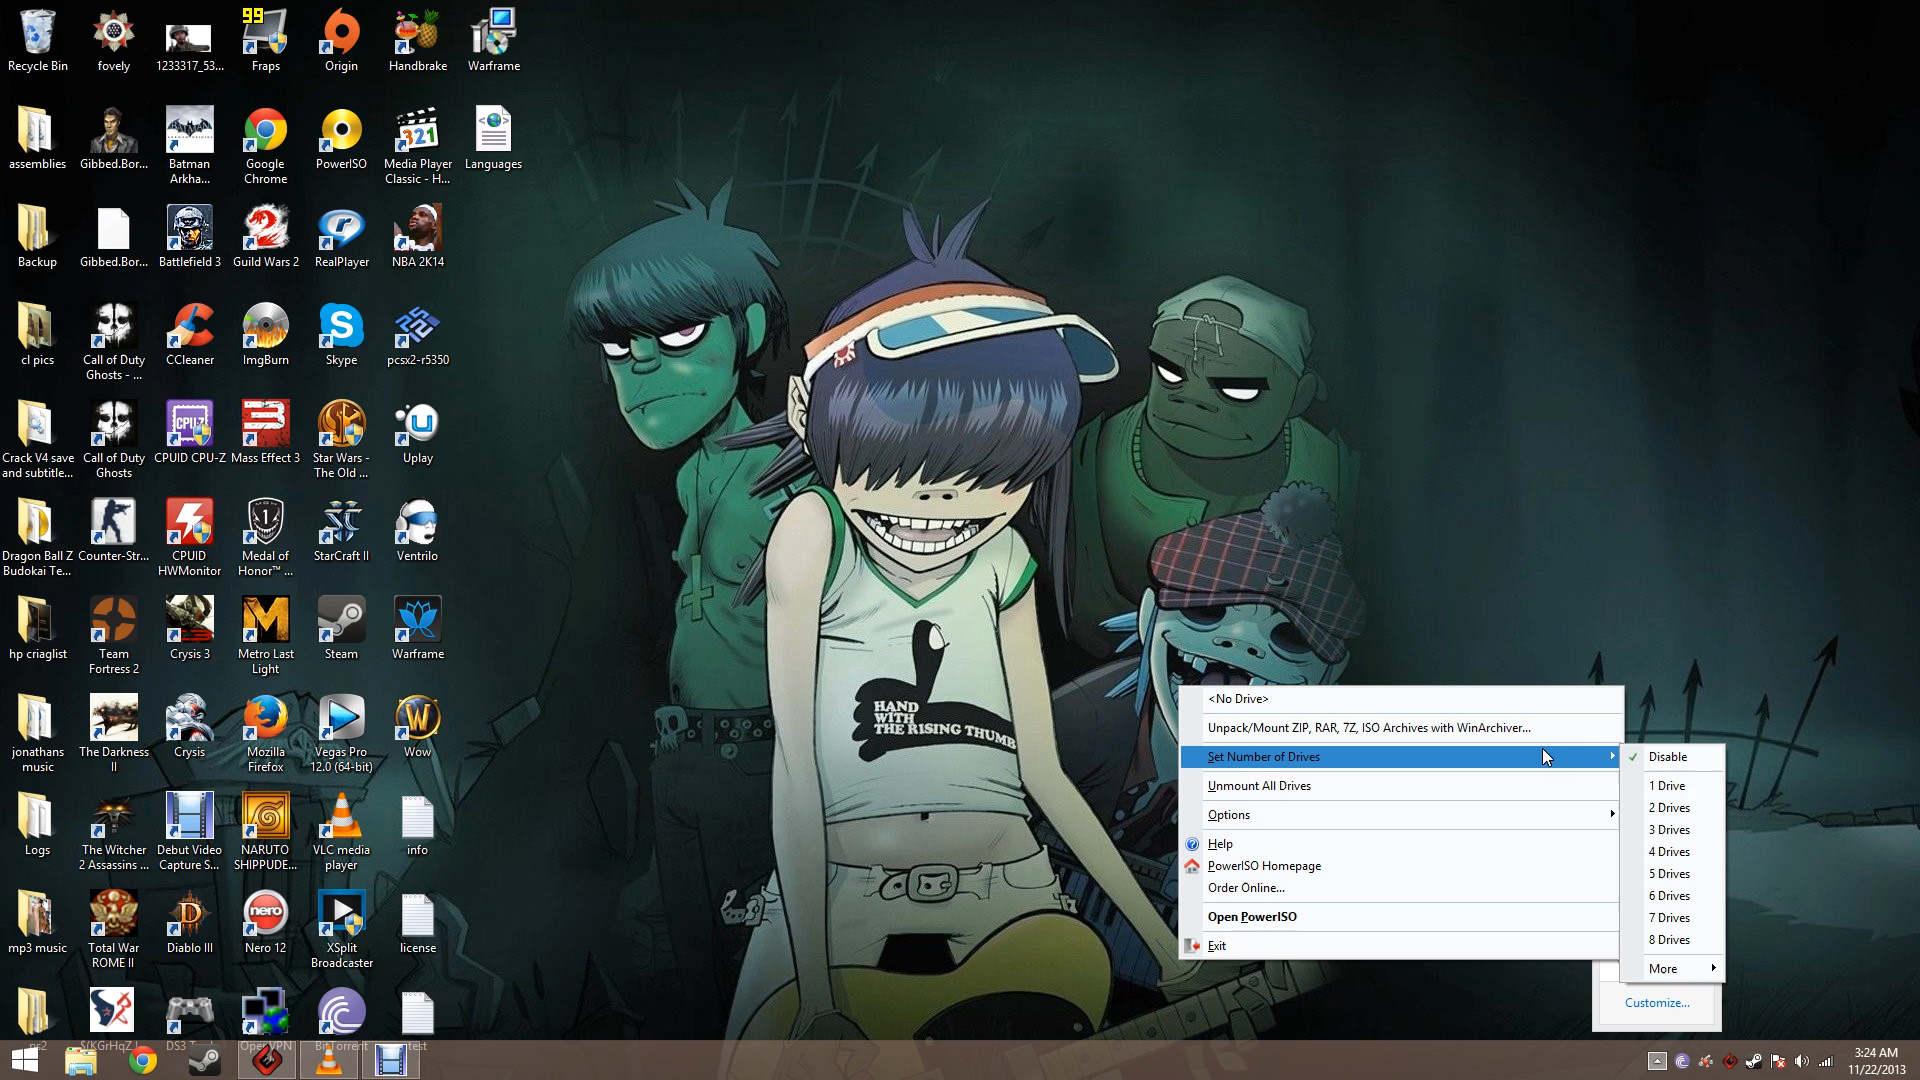 99
Recycle Bin
fovely
1233317_53...
Fraps
Origin
Handbrake
Warframe
assemblies
Gibbed.Bor...
Batman
Arkha...
Google
Chrome
PowerISO
321
Media Player
Classic - H...
Languages
Backup
Gibbed.Bor...
Battlefield 3
Guild Wars 2
RealPlayer
NBA 2K14
cl pics
Call of Duty
Ghosts - ...
CCleaner
ImgBurn
Skype
pcsx2-r5350
Crack V4 save
and subtitle...
Call of Duty
Ghosts
CPUID CPU-Z
Mass Effect 3
Star Wars -
The Old ...
Uplay
Dragon Ball Z
Budokai Te...
Counter-Str...
CPUID
HWMonitor
Medal of
Honor™ ...
StarCraft II
Ventrilo
hp criaglist
Team
Fortress 2
Crysis 3
Metro Last
Light
Steam
Warframe
jonathans
music
The Darkness
II
Crysis
Mozilla
Firefox
Vegas Pro
12.0 (64-bit)
Wow
Logs
The Witcher
2 Assassins ...
Debut Video
Capture S...
NARUTO
SHIPPUDE...
VLC media
player
info
mp3 music
Total War
ROME II
Diablo III
nero
Nero 12
XSplit
Broadcaster
license
HAND
WITH
THE RISING THUMB
<No Drive>
Unpack/Mount ZIP, RAR, 7Z, ISO Archives with WinArchiver...
Set Number of Drives
Unmount All Drives
Options
Help
PowerISO Homepage
Order Online...
Open PowerISO
Exit
Disable
1 Drive
2 Drives
3 Drives
4 Drives
5 Drives
6 Drives
7 Drives
8 Drives
More
Customize...
3:24 AM
11/22/2013